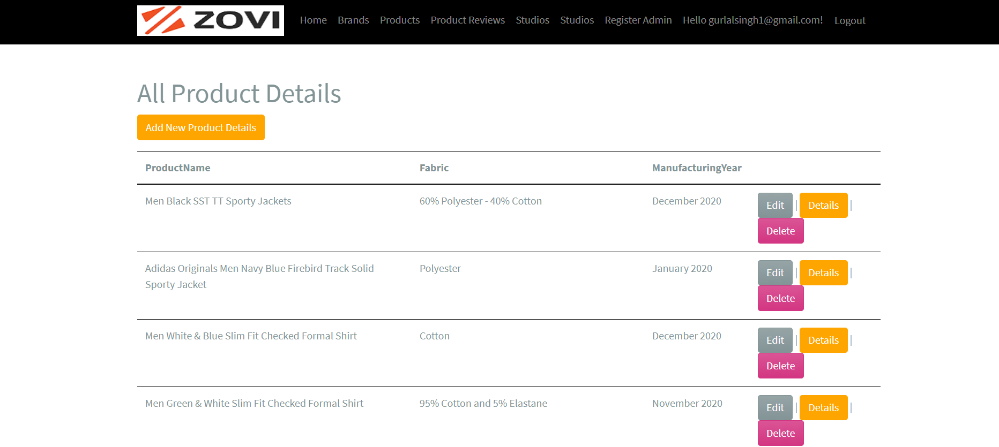 ZOVI
Home Brands Products Product Reviews Studios Studios Register Admin Hello gurlalsingh1@gmail.com! Logout
All Product Details
Add New Product Details
ProductName Fabric ManufacturingYear
Men Black SST TT Sporty Jackets 60% Polyester - 40% Cotton December 2020 Edit | Details |
Delete
Adidas Originals Men Navy Blue Firebird Track Solid Polyester January 2020 Edit | Details |
Sporty Jacket
Delete
Men White & Blue Slim Fit Checked Formal Shirt Cotton December 2020 Edit | Details |
Delete
Men Green & White Slim Fit Checked Formal Shirt 95% Cotton and 5% Elastane November 2020 Edit | Details |
Delete